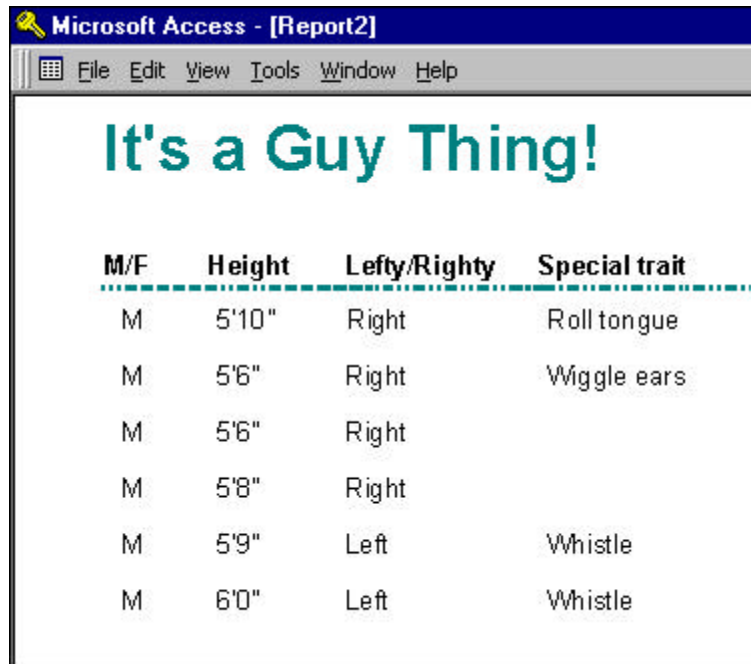 Microsoft Access - [Report2]
File Edit View Tools Window Help
It's a Guy Thing!
M/F Height Lefty/Righty Special trait
M 5'10" Right Roll tongue
M 5'6" Right Wiggle ears
M 5'6" Right
M 5'8" Right
M 5'9" Left Whistle
M 6'0" Left Whistle